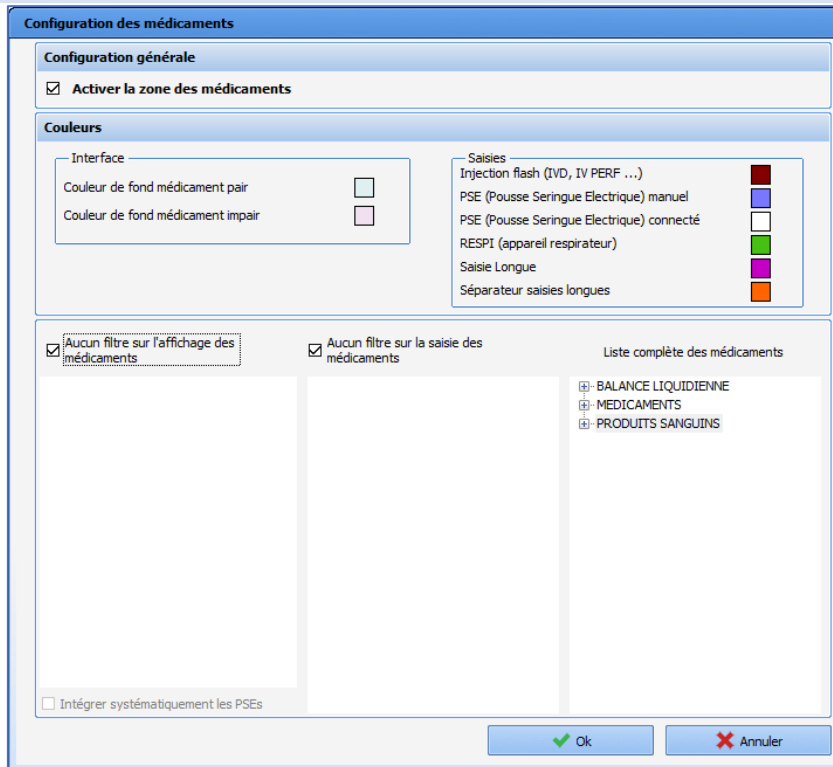 Configuration des médicaments
Configuration générale
Activer la zone des médicaments
Couleurs
Interface
Couleur de fond médicament pair
Couleur de fond médicament impair
Saisies
Injection flash (IVD, IV PERF ...)
PSE (Pousse Seringue Electrique) manuel
PSE (Pousse Seringue Electrique) connecté
RESPI (appareil respirateur)
Saisie Longue
Séparateur saisies longues
Aucun filtre sur l'affichage des
médicaments
Aucun filtre sur la saisie des
médicaments
Liste complète des médicaments
BALANCE LIQUIDIENNE
MEDICAMENTS
PRODUITS SANGUINS
Intégrer systématiquement les PSEs
Ok
Annuler